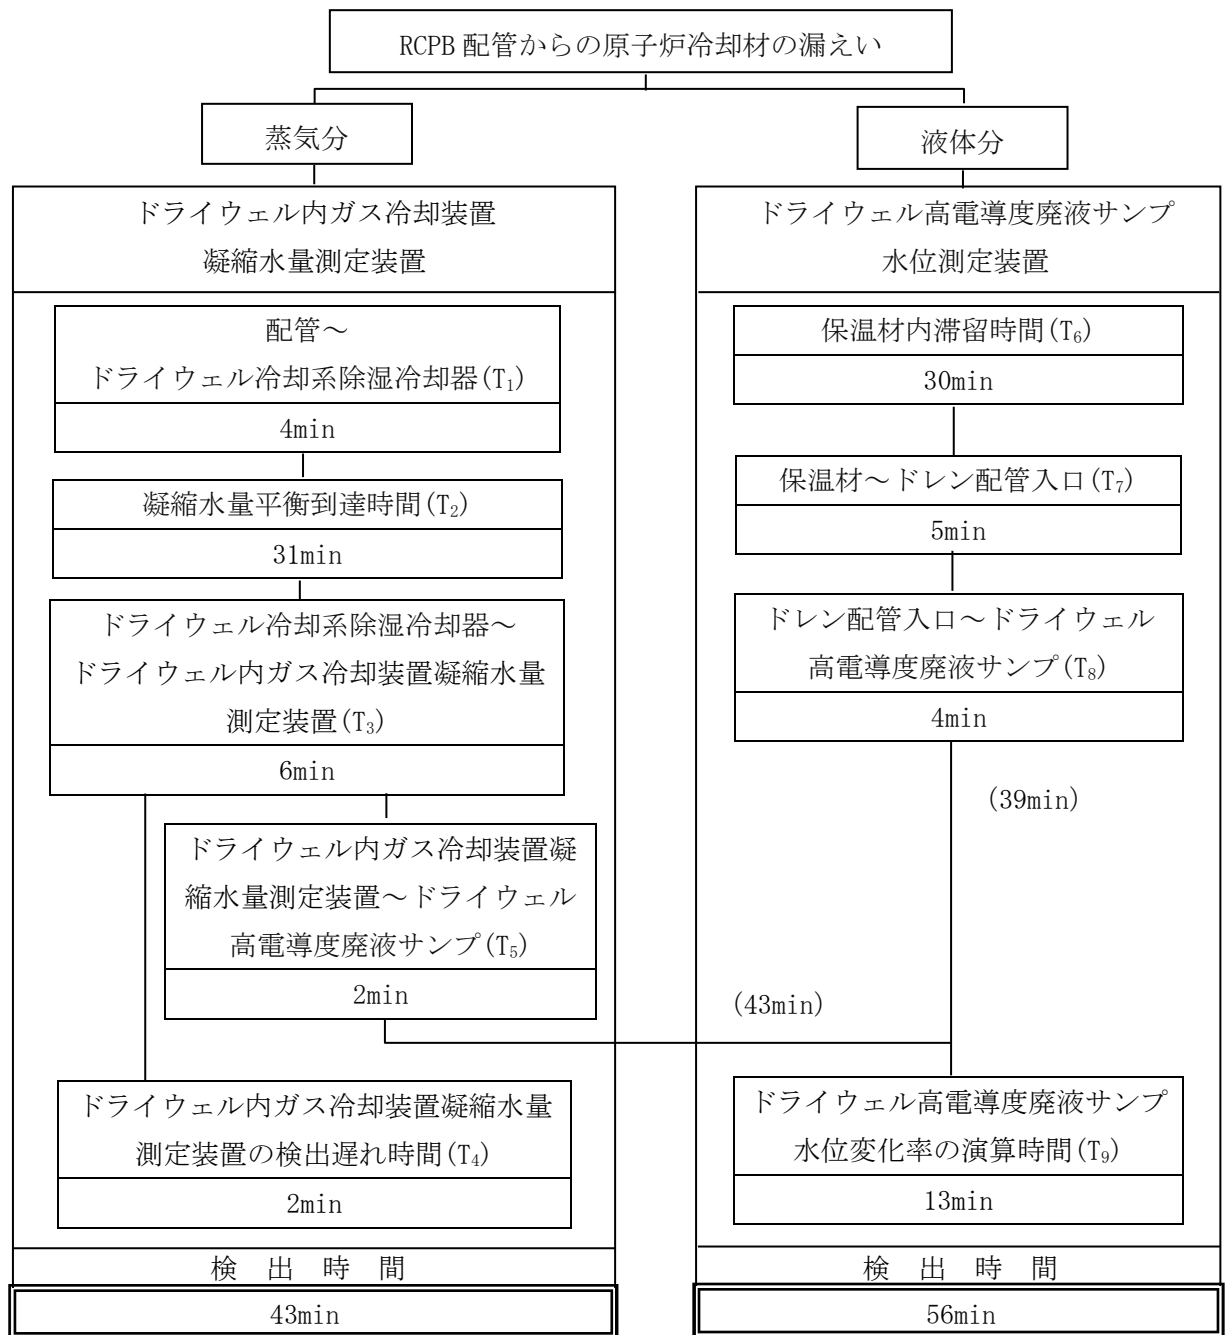 RCPB 配管からの原子炉冷却材の漏えい
蒸気分
液体分
ドライウェル内ガス冷却装置
凝縮水量測定装置
配管～
ドライウェル冷却系除湿冷却器(T₁)
4min
凝縮水量平衡到達時間(T₂)
31min
ドライウェル冷却系除湿冷却器～
ドライウェル内ガス冷却装置凝縮水量
測定装置(T₃)
6min
ドライウェル内ガス冷却装置凝
縮水量測定装置～ドライウェル
高電導度廃液サンプ(T₅)
2min
ドライウェル内ガス冷却装置凝縮水量
測定装置の検出遅れ時間(T₄)
2min
検 出 時 間
43min
ドライウェル高電導度廃液サンプ
水位測定装置
保温材内滞留時間(T₆)
30min
保温材～ドレン配管入口(T₇)
5min
ドレン配管入口～ドライウェル
高電導度廃液サンプ(T₈)
4min
(39min)
(43min)
ドライウェル高電導度廃液サンプ
水位変化率の演算時間(T₉)
13min
検 出 時 間
56min